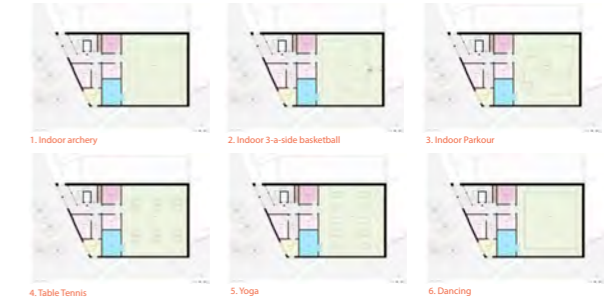 1. Indoor archery
2. Indoor 3-a-side basketball
3. Indoor Parkour
4. Table Tennis
5. Yoga
6. Dancing